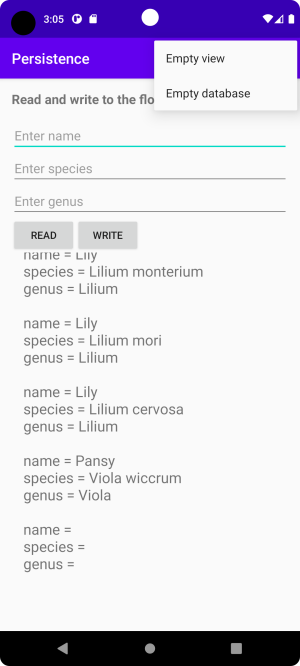 3:05
Persistence
Empty view
Empty database
Read and write to the flo
Enter name
Enter species
Enter genus
READ
WRITE
name = Lily
species = Lilium monterium
genus = Lilium
name = Lily
species = Lilium mori
genus = Lilium
name = Lily
species = Lilium cervosa
genus = Lilium
name = Pansy
species = Viola wiccrum
genus = Viola
name =
species =
genus =